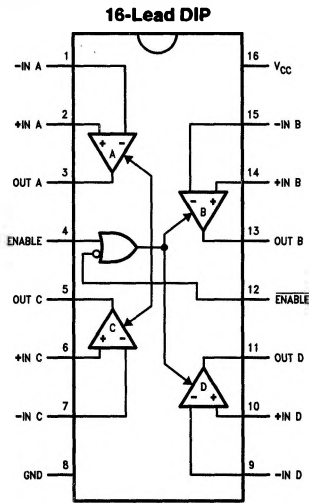 16-Lead DIP
1
-IN A
16
VCC
2
+IN A
15
-IN B
+ -
A
3
OUT A
14
+IN B
- +
B
4
ENABLE
13
OUT B
5
OUT C
12
ENABLE
C
+ -
6
+IN C
11
OUT D
D
- +
7
-IN C
10
+IN D
8
GND
9
-IN D